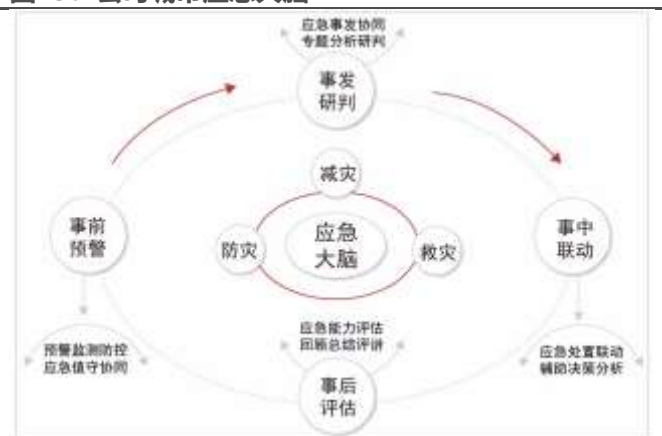 应急事发协同
专题分析研判
事发
研判
减灾
事前
预警
防灾
应急
大脑
救灾
事中
联动
预警监测防控
应急值守协同
应急能力评估
回顾总结评讲
应急处置联动
辅助决策分析
事后
评估